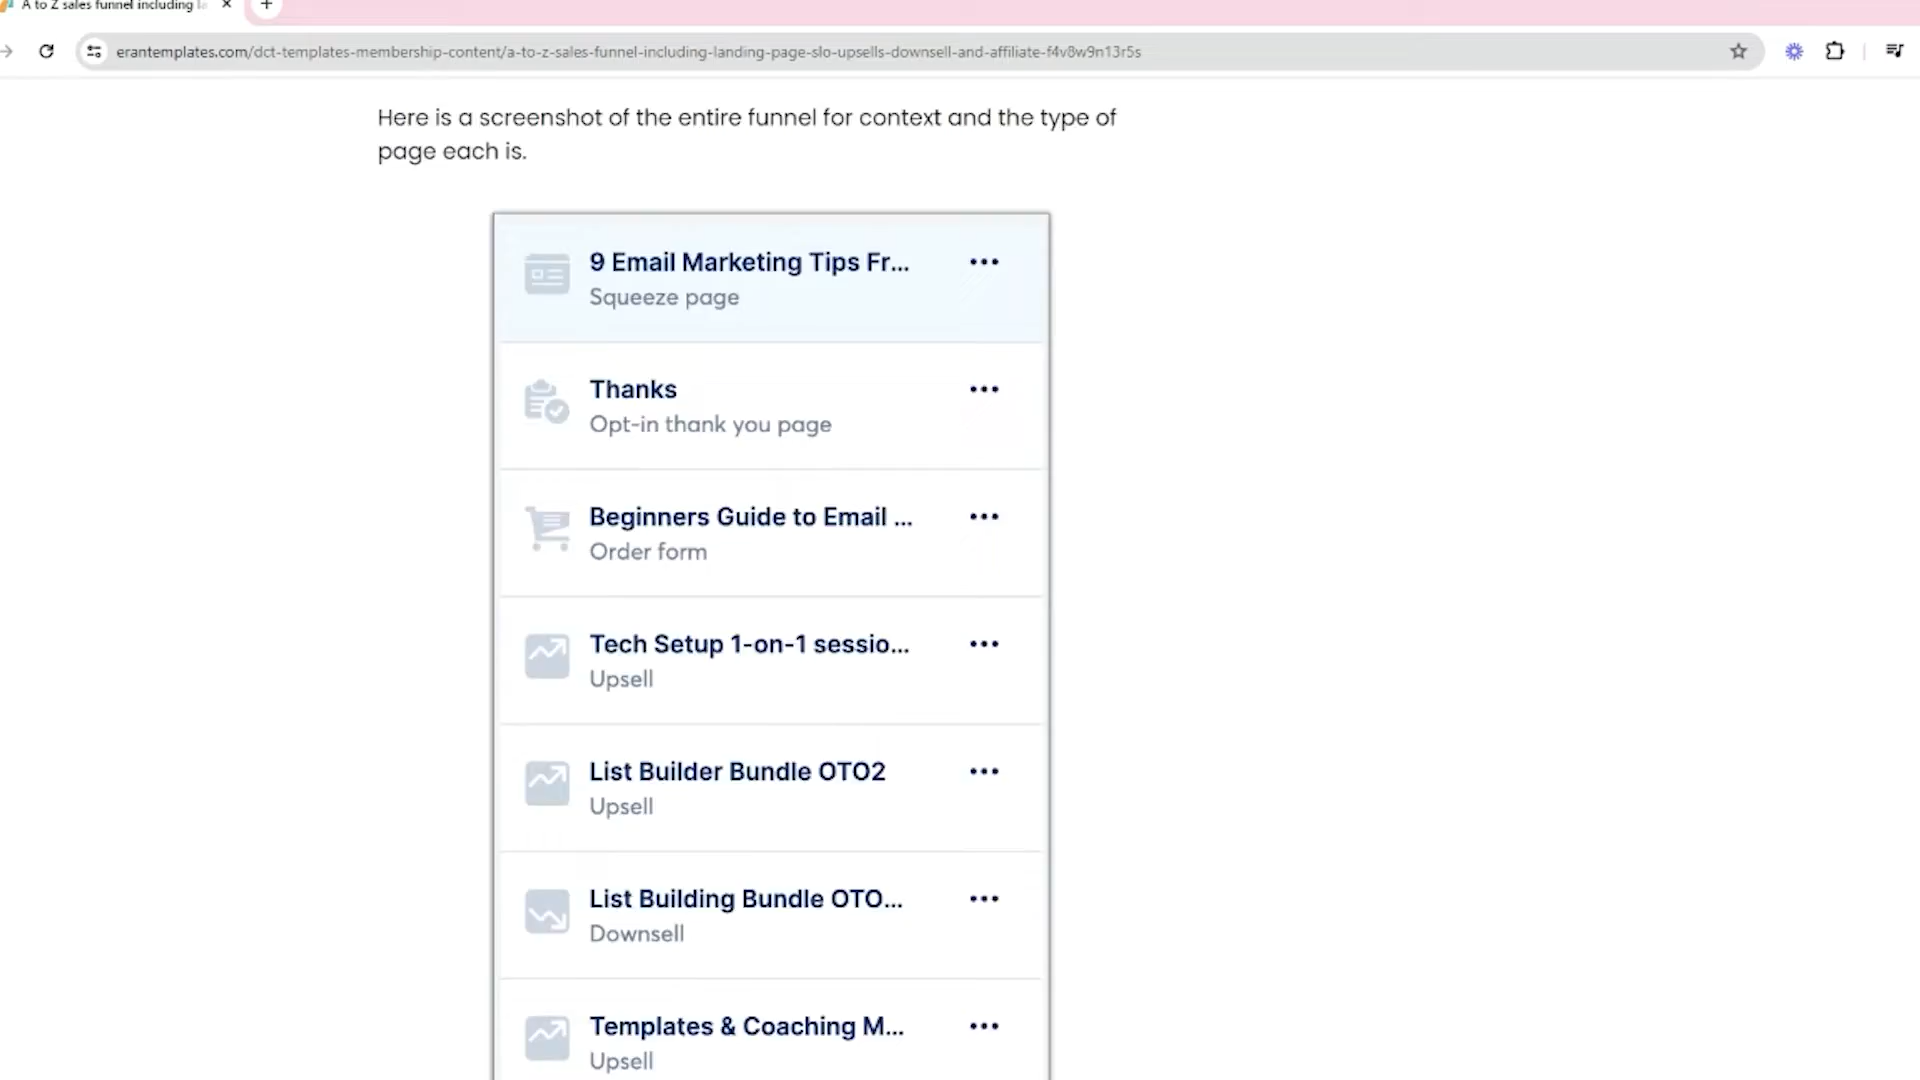 A to Z sales funnel including
erantemplates.com/dct-templates-membership-content/a-to-z-sales-funnel-including-landing-page-slo-upsells-downsell-and-affiliate-f4v8w9n13r5s
Here is a screenshot of the entire funnel for context and the type of
page each is.
9 Email Marketing Tips Fr...
Squeeze page
Thanks
Opt-in thank you page
Beginners Guide to Email ...
Order form
Tech Setup 1-on-1 sessio...
Upsell
List Builder Bundle OTO2
Upsell
List Building Bundle OTO...
Downsell
Templates & Coaching M...
Upsell